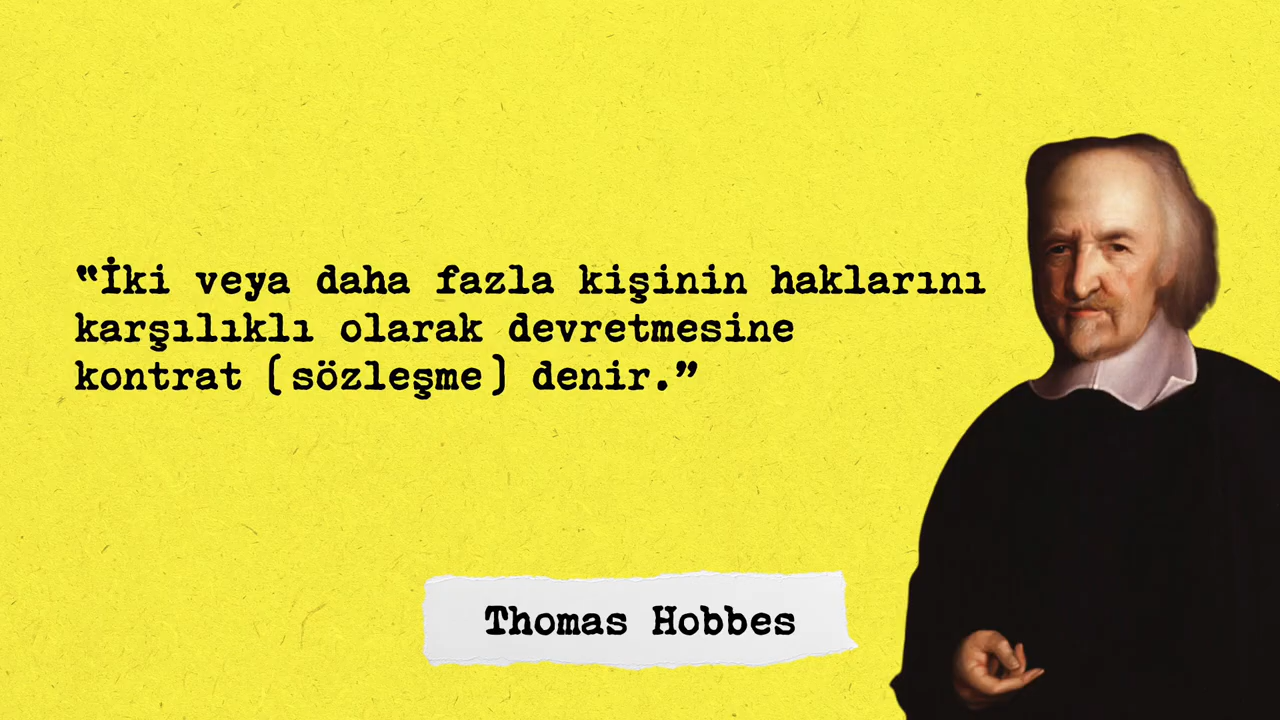 “İki veya daha fazla kişinin haklarını
karşılıklı olarak devretmesine
kontrat (sözleşme) denir.”
Thomas Hobbes